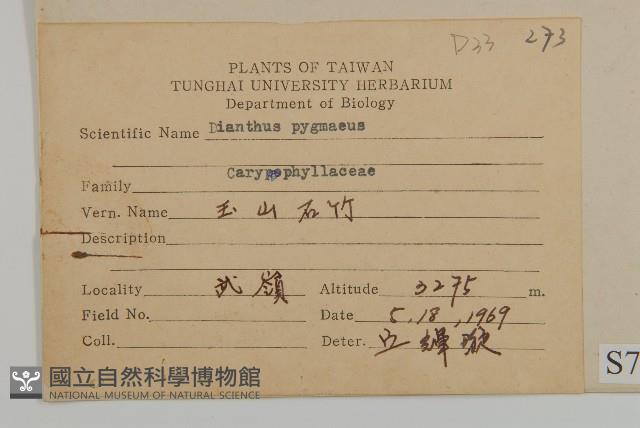 D33 273
PLANTS OF TAIWAN
TUNGHAI UNIVERSITY HERBARIUM
Department of Biology
Scientific Name Dianthus pygmaeus
Family Caryophyllaceae
Vern. Name 玉山石竹
Description
Locality 武嶺 Altitude 3275 m.
Field No. Date 5.18,1969
Coll. Deter.
S7
國立自然科學博物館
NATIONAL MUSEUM OF NATURAL SCIENCE